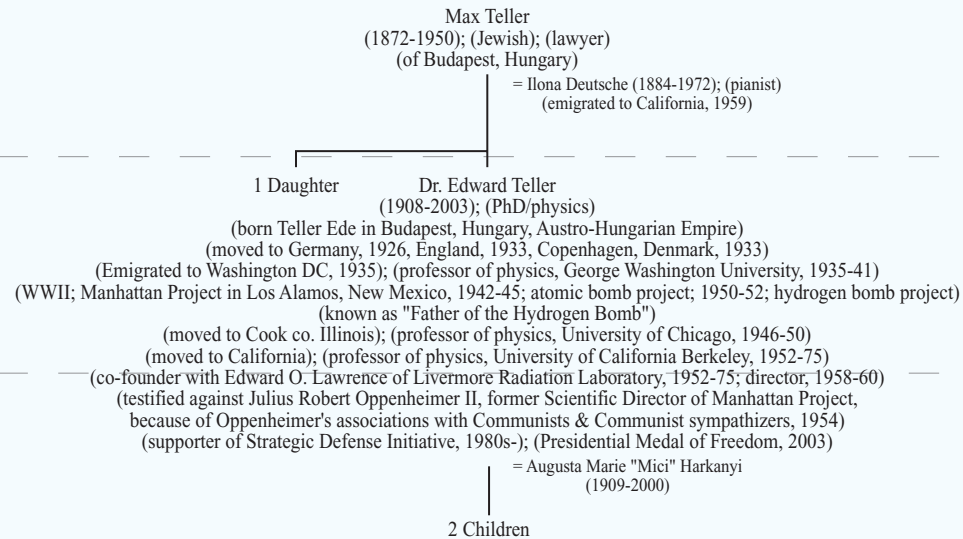 Max Teller
(1872-1950); (Jewish); (lawyer)
(of Budapest, Hungary)
= Ilona Deutsche (1884-1972); (pianist)
(emigrated to California, 1959)
1 Daughter
Dr. Edward Teller
(1908-2003); (PhD/physics)
(born Teller Ede in Budapest, Hungary, Austro-Hungarian Empire)
(moved to Germany, 1926, England, 1933, Copenhagen, Denmark, 1933)
(Emigrated to Washington DC, 1935); (professor of physics, George Washington University, 1935-41)
(WWII; Manhattan Project in Los Alamos, New Mexico, 1942-45; atomic bomb project; 1950-52; hydrogen bomb project)
(known as "Father of the Hydrogen Bomb")
(moved to Cook co. Illinois); (professor of physics, University of Chicago, 1946-50)
(moved to California); (professor of physics, University of California Berkeley, 1952-75)
(co-founder with Edward O. Lawrence of Livermore Radiation Laboratory, 1952-75; director, 1958-60)
(testified against Julius Robert Oppenheimer II, former Scientific Director of Manhattan Project,
because of Oppenheimer's associations with Communists & Communist sympathizers, 1954)
(supporter of Strategic Defense Initiative, 1980s-); (Presidential Medal of Freedom, 2003)
= Augusta Marie "Mici" Harkanyi
(1909-2000)
2 Children